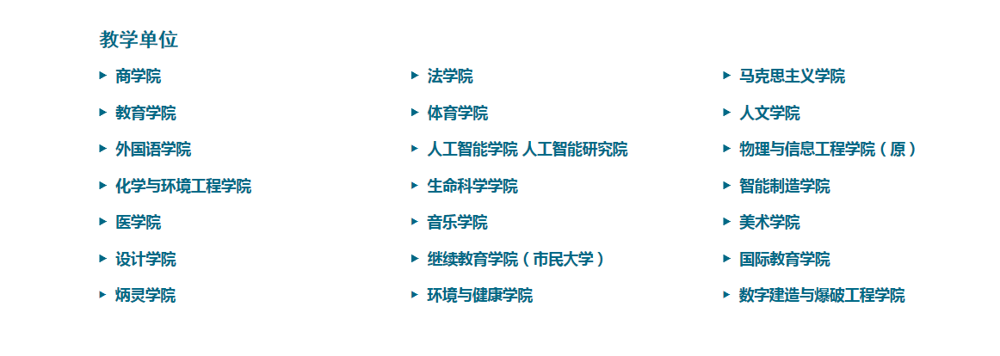 教学单位
商学院 法学院 马克思主义学院
教育学院 体育学院 人文学院
外国语学院 人工智能学院 人工智能研究院 物理与信息工程学院（原）
化学与环境工程学院 生命科学学院 智能制造学院
医学院 音乐学院 美术学院
设计学院 继续教育学院（市民大学） 国际教育学院
炳灵学院 环境与健康学院 数字建造与爆破工程学院